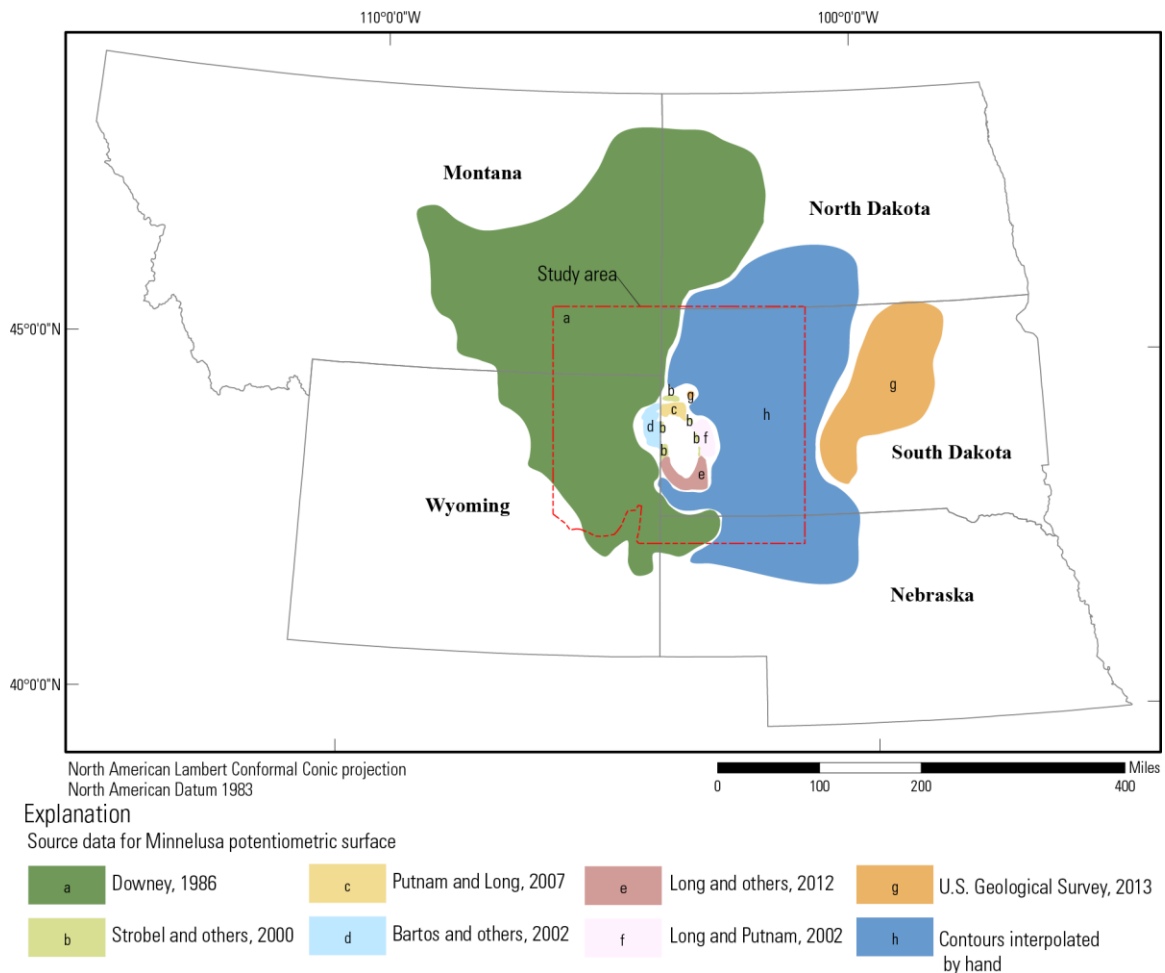 110°0'0"W
100°0'0"W
Montana
North Dakota
Study area
45°0'0"N
a
b
g
c
b
h
g
d
b
b
f
b
e
South Dakota
Wyoming
Nebraska
40°0'0"N
North American Lambert Conformal Conic projection
North American Datum 1983
Miles
0
100
200
400
Explanation
Source data for Minnelusa potentiometric surface
a
Downey, 1986
c
Putnam and Long, 2007
e
Long and others, 2012
g
U.S. Geological Survey, 2013
b
Strobel and others, 2000
d
Bartos and others, 2002
f
Long and Putnam, 2002
h
Contours interpolated
by hand